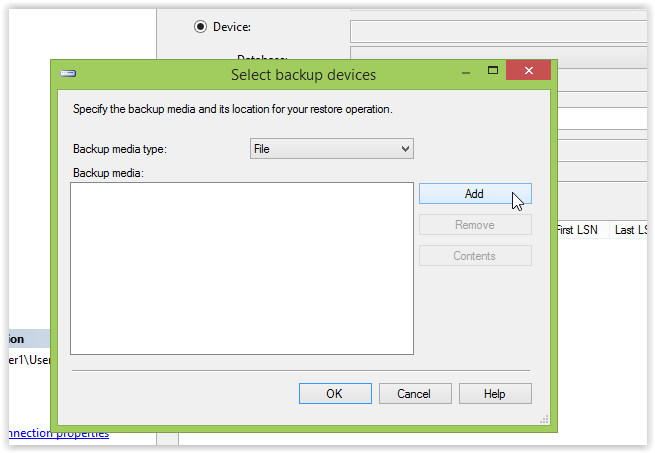 Device:
Database:
Select backup devices
Specify the backup media and its location for your restore operation.
Backup media type:
File
Backup media:
Add
Remove
Contents
First LSN
Last LS
ion
er1\User
OK
Cancel
Help
nnection properties